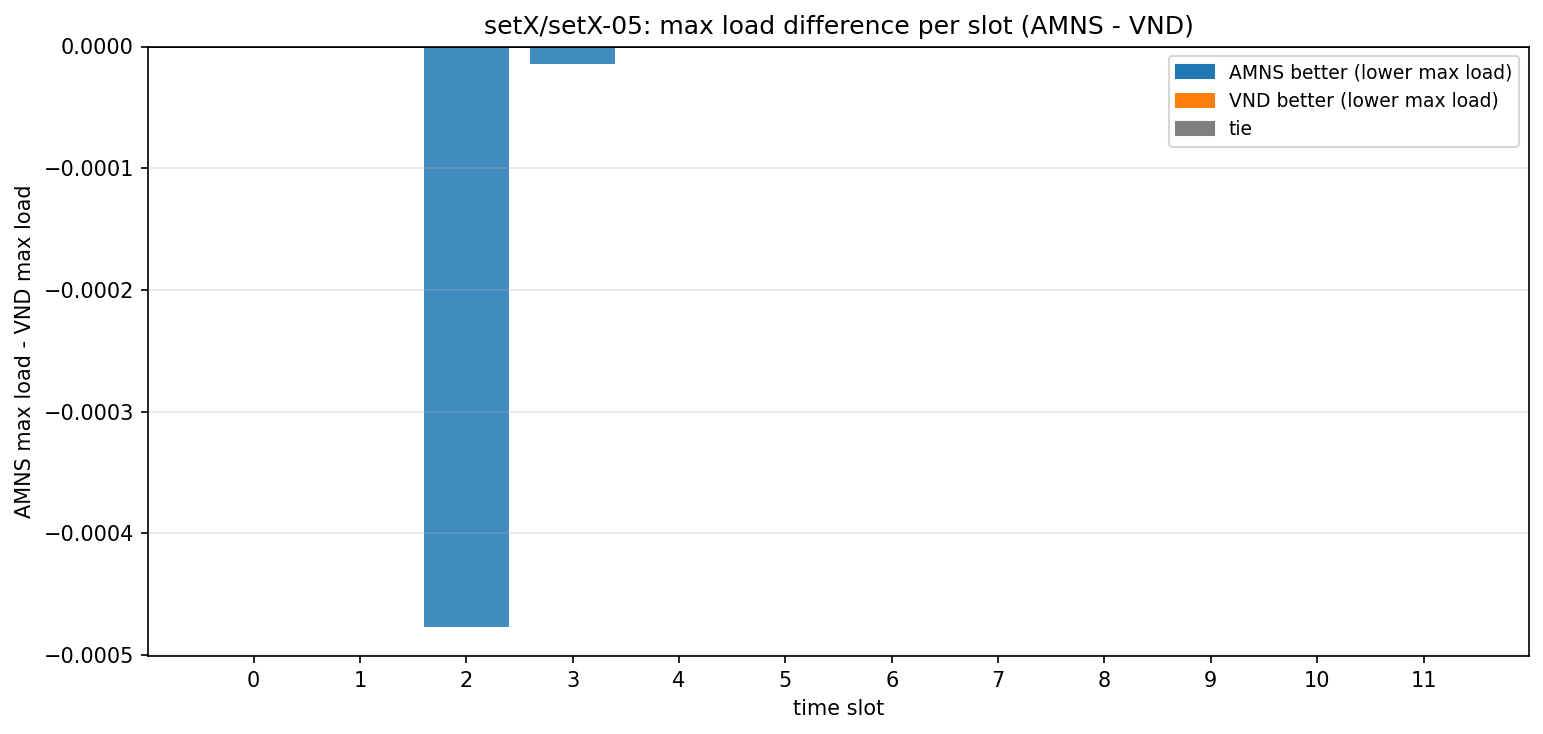 setX/setX-05: max load difference per slot (AMNS - VND)
0.0000
−0.0001
−0.0002
−0.0003
−0.0004
−0.0005
AMNS max load - VND max load
AMNS better (lower max load)
VND better (lower max load)
tie
0 1 2 3 4 5 6 7 8 9 10 11
time slot